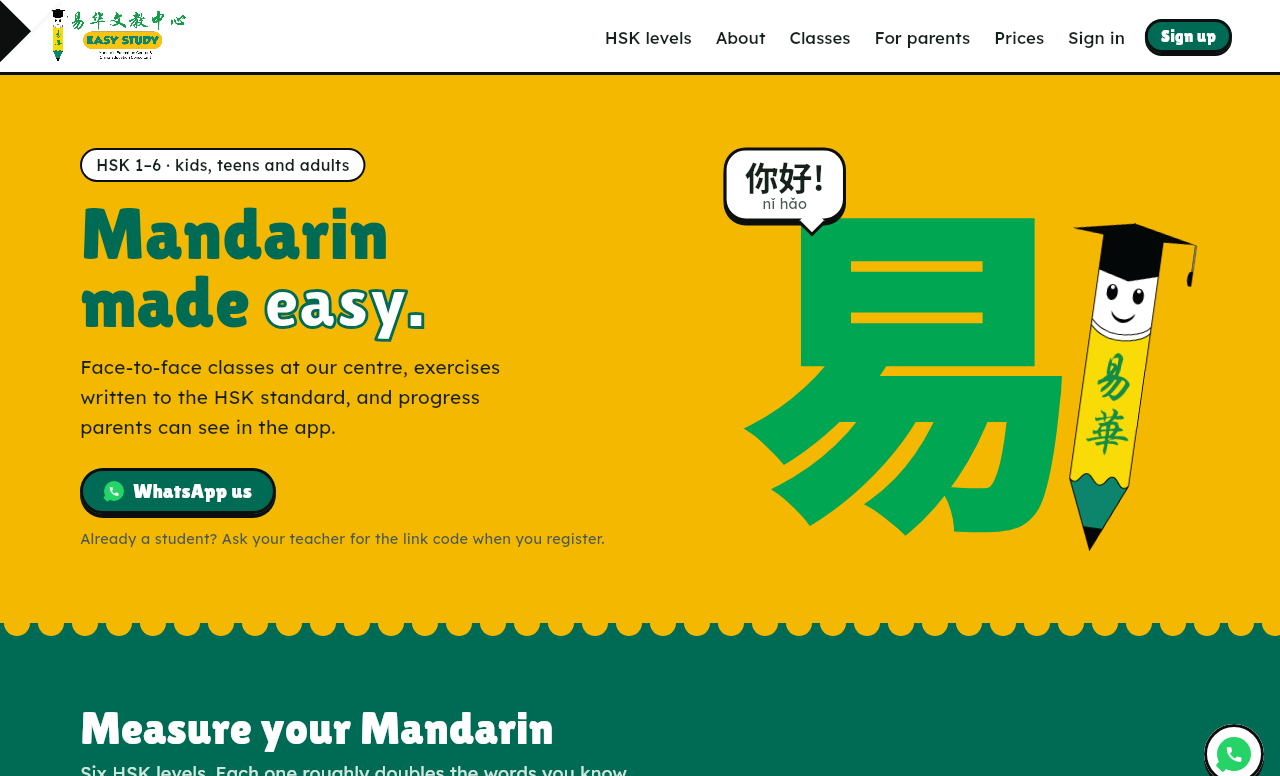 易华文教中心
EASY STUDY
HSK levels
About
Classes
For parents
Prices
Sign in
Sign up
HSK 1–6 · kids, teens and adults
Mandarin
made easy.
Face-to-face classes at our centre, exercises
written to the HSK standard, and progress
parents can see in the app.
WhatsApp us
Already a student? Ask your teacher for the link code when you register.
你好!
nǐ hǎo
易
易
華
Measure your Mandarin
Six HSK levels. Each one roughly doubles the words you know.